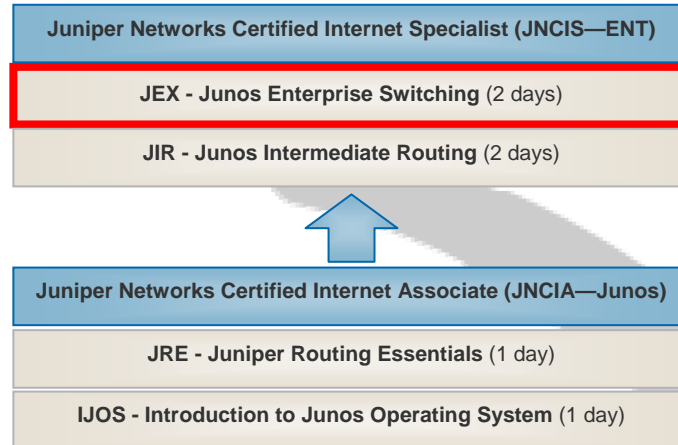 Juniper Networks Certified Internet Specialist (JNCIS—ENT)
JEX - Junos Enterprise Switching (2 days)
JIR - Junos Intermediate Routing (2 days)
Juniper Networks Certified Internet Associate (JNCIA—Junos)
JRE - Juniper Routing Essentials (1 day)
IJOS - Introduction to Junos Operating System (1 day)